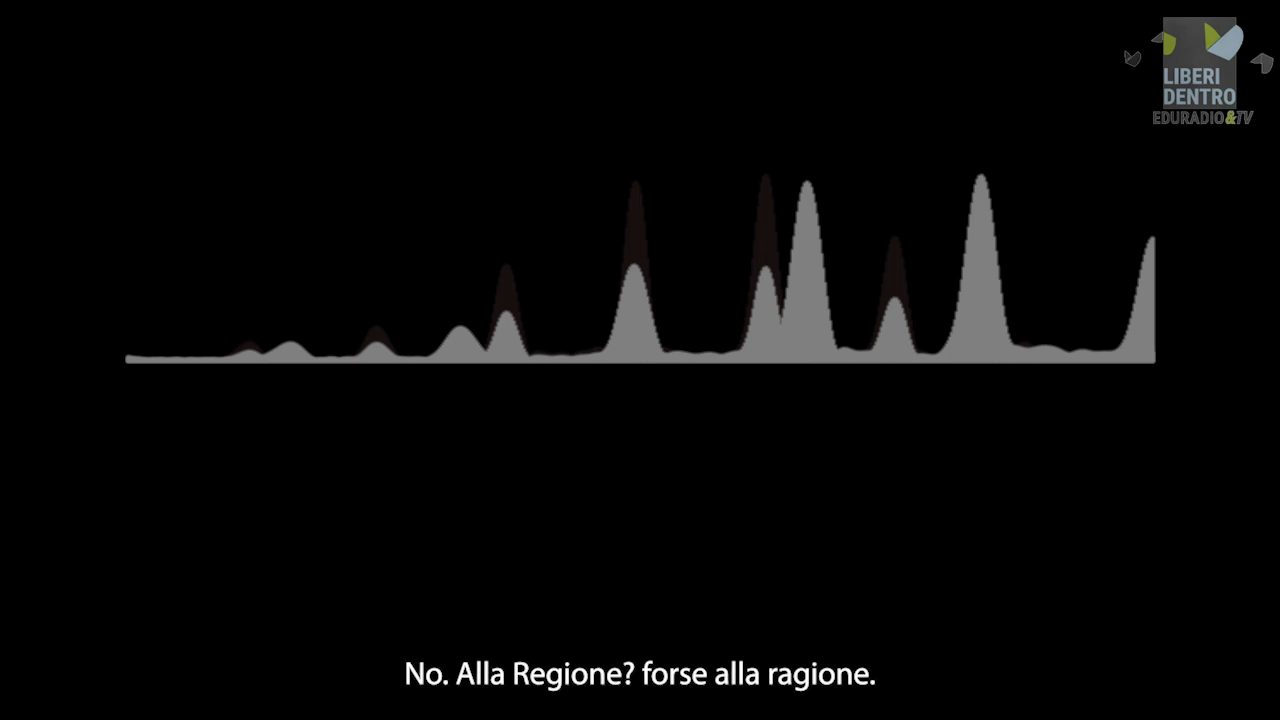 LIBERI
DENTRO
EDURADIO&TV
No. Alla Regione? forse alla ragione.